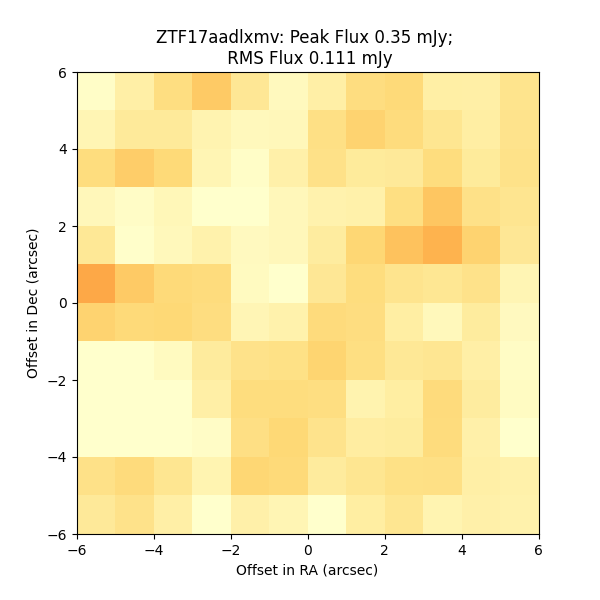 ZTF17aadlxmv: Peak Flux 0.35 mJy;
RMS Flux 0.111 mJy
6
4
2
0
−2
−4
−6
Offset in Dec (arcsec)
−6 −4 −2 0 2 4 6
Offset in RA (arcsec)